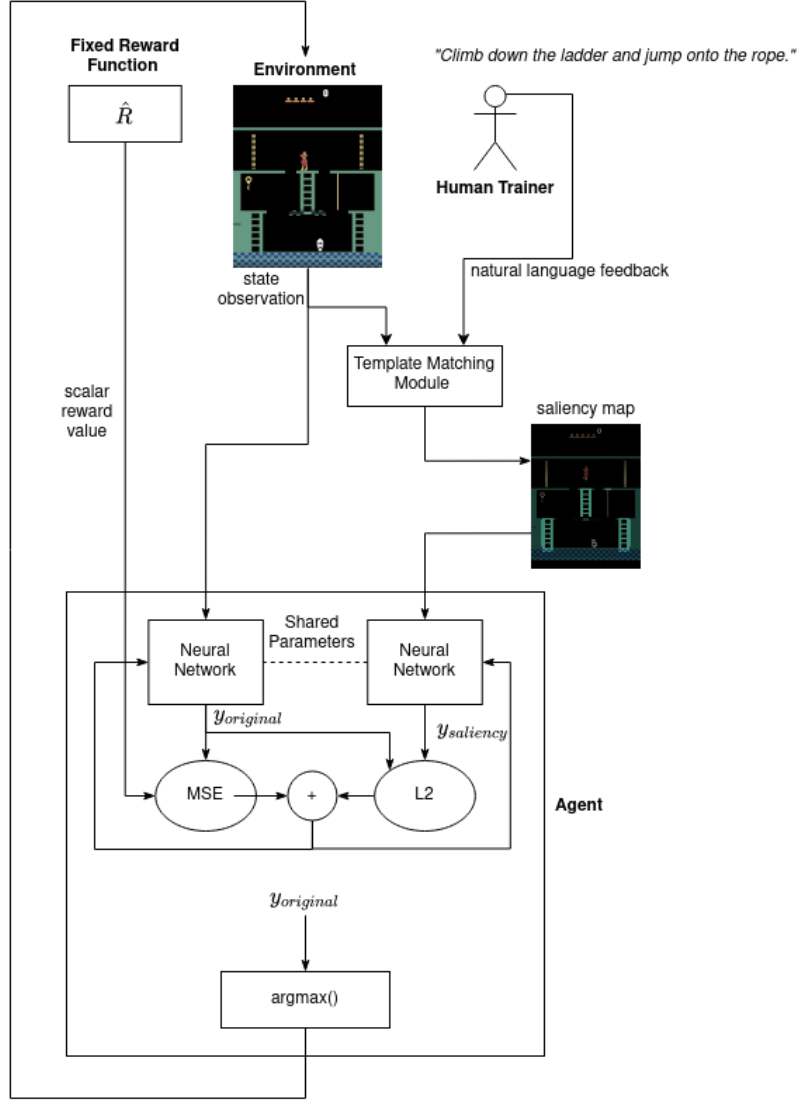 Fixed Reward
Function
"Climb down the ladder and jump onto the rope."
Environment
R̂
Human Trainer
state
observation
natural language feedback
Template Matching
Module
scalar
reward
value
saliency map
Neural
Network
Shared
Parameters
Neural
Network
y_original
y_saliency
MSE
+
L2
Agent
y_original
argmax()